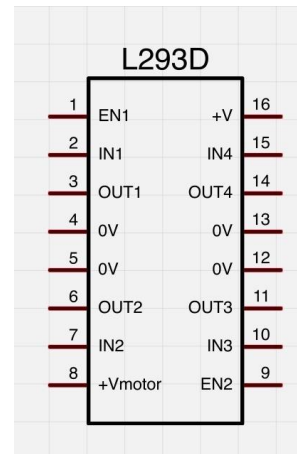 L293D
1 EN1 +V 16
2 IN1 IN4 15
3 OUT1 OUT4 14
4 0V 0V 13
5 0V 0V 12
6 OUT2 OUT3 11
7 IN2 IN3 10
8 +Vmotor EN2 9